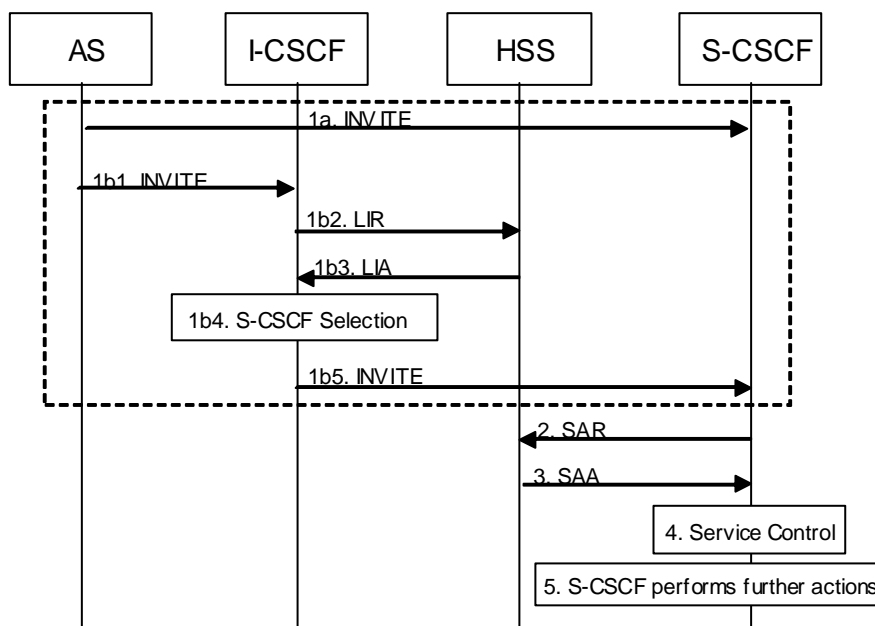 AS
I-CSCF
HSS
S-CSCF
1a. INVITE
1b1. INVITE
1b2. LIR
1b3. LIA
1b4. S-CSCF Selection
1b5. INVITE
2. SAR
3. SAA
4. Service Control
5. S-CSCF performs further actions